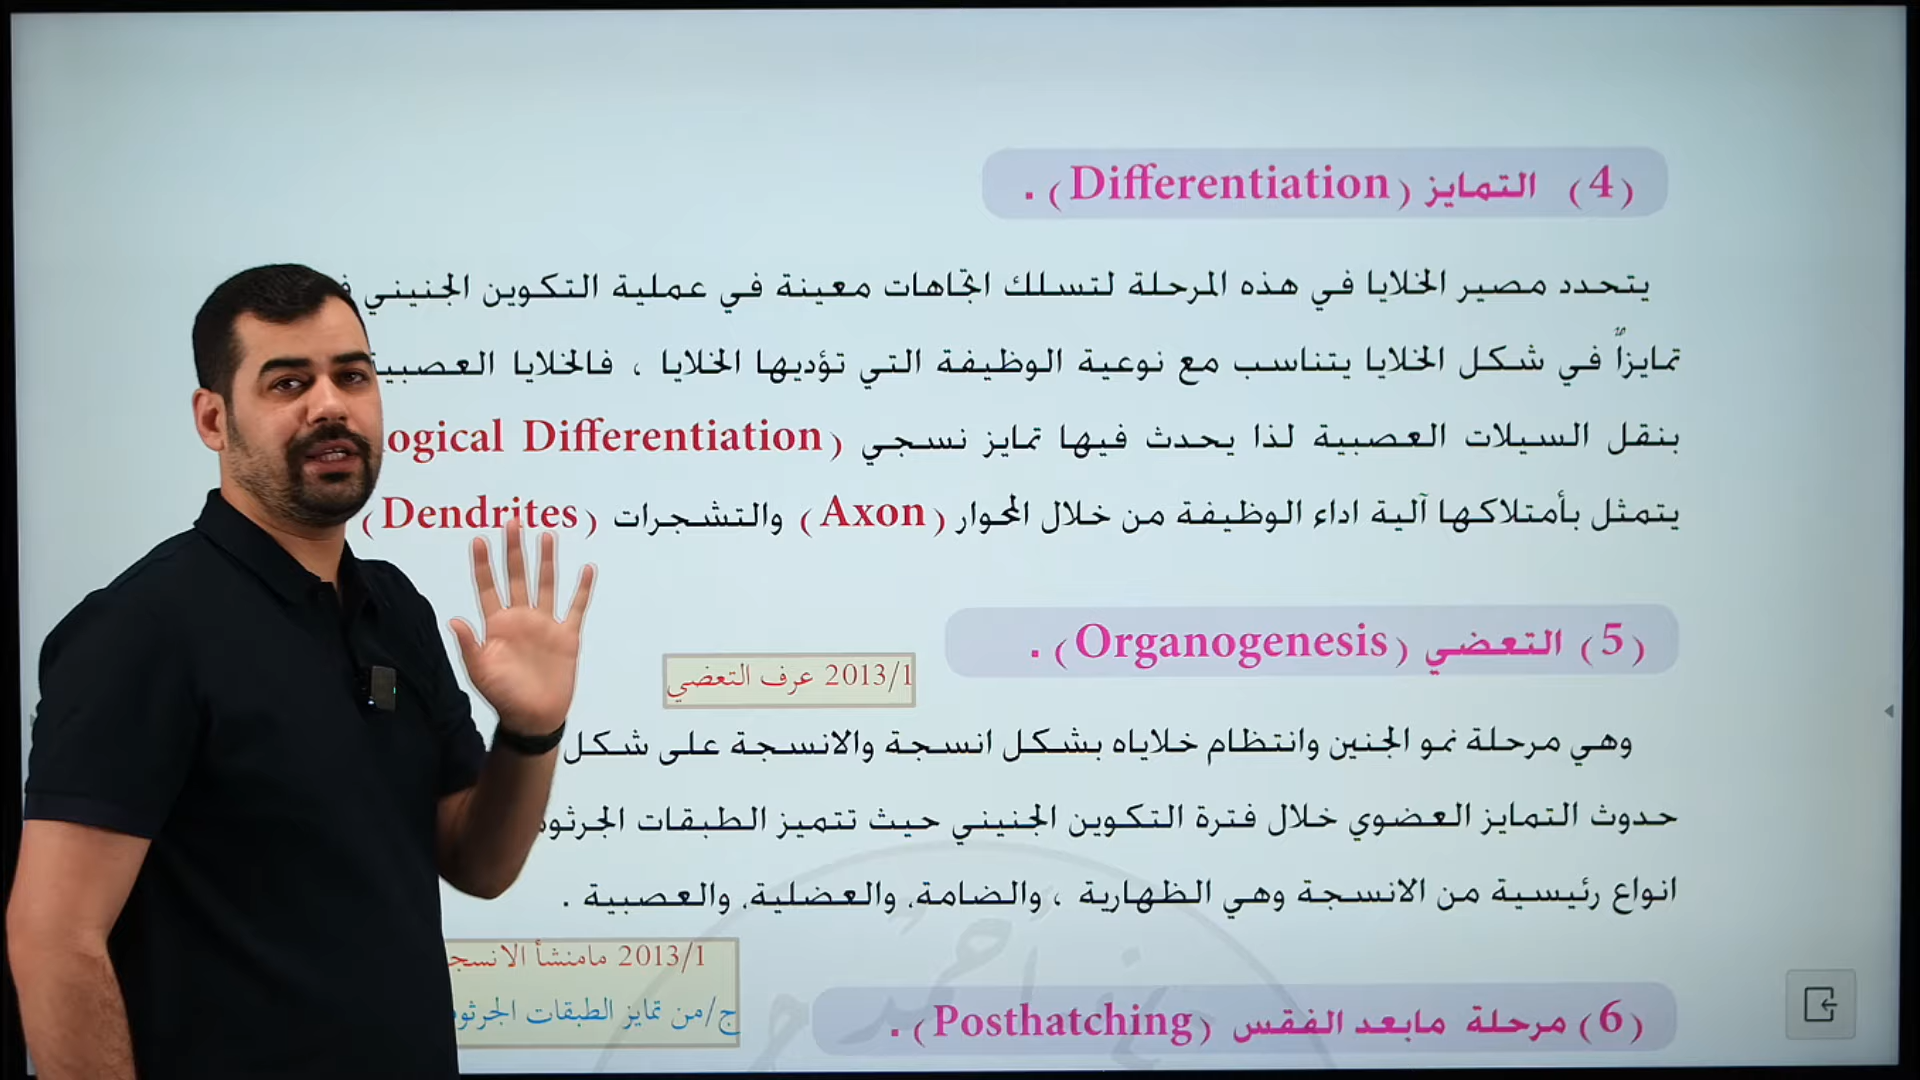 (4) التمايز (Differentiation) .
يتحدد مصير الخلايا في هذه المرحلة لتسلك اتجاهات معينة في عملية التكوين الجنيني
تمايزاً في شكل الخلايا يتناسب مع نوعية الوظيفة التي تؤديها الخلايا ، فالخلايا العصبية
بنقل السيلات العصبية لذا يحدث فيها تمايز نسجي (ogical Differentiation
يتمثل بأمتلاكها آلية اداء الوظيفة من خلال المحوار (Axon) والتشجرات (Dendrites)
(5) التعضي (Organogenesis) .
2013/1 عرف التعضي
وهي مرحلة نمو الجنين وانتظام خلاياه بشكل انسجة والانسجة على شكل
حدوث التمايز العضوي خلال فترة التكوين الجنيني حيث تتميز الطبقات الجرثو
انواع رئيسية من الانسجة وهي الظهارية ، والضامة، والعضلية، والعصبية .
2013/1 مامنشأ الانسج
ج/من تمايز الطبقات الجرثو
(6) مرحلة مابعد الفقس (Posthatching) .